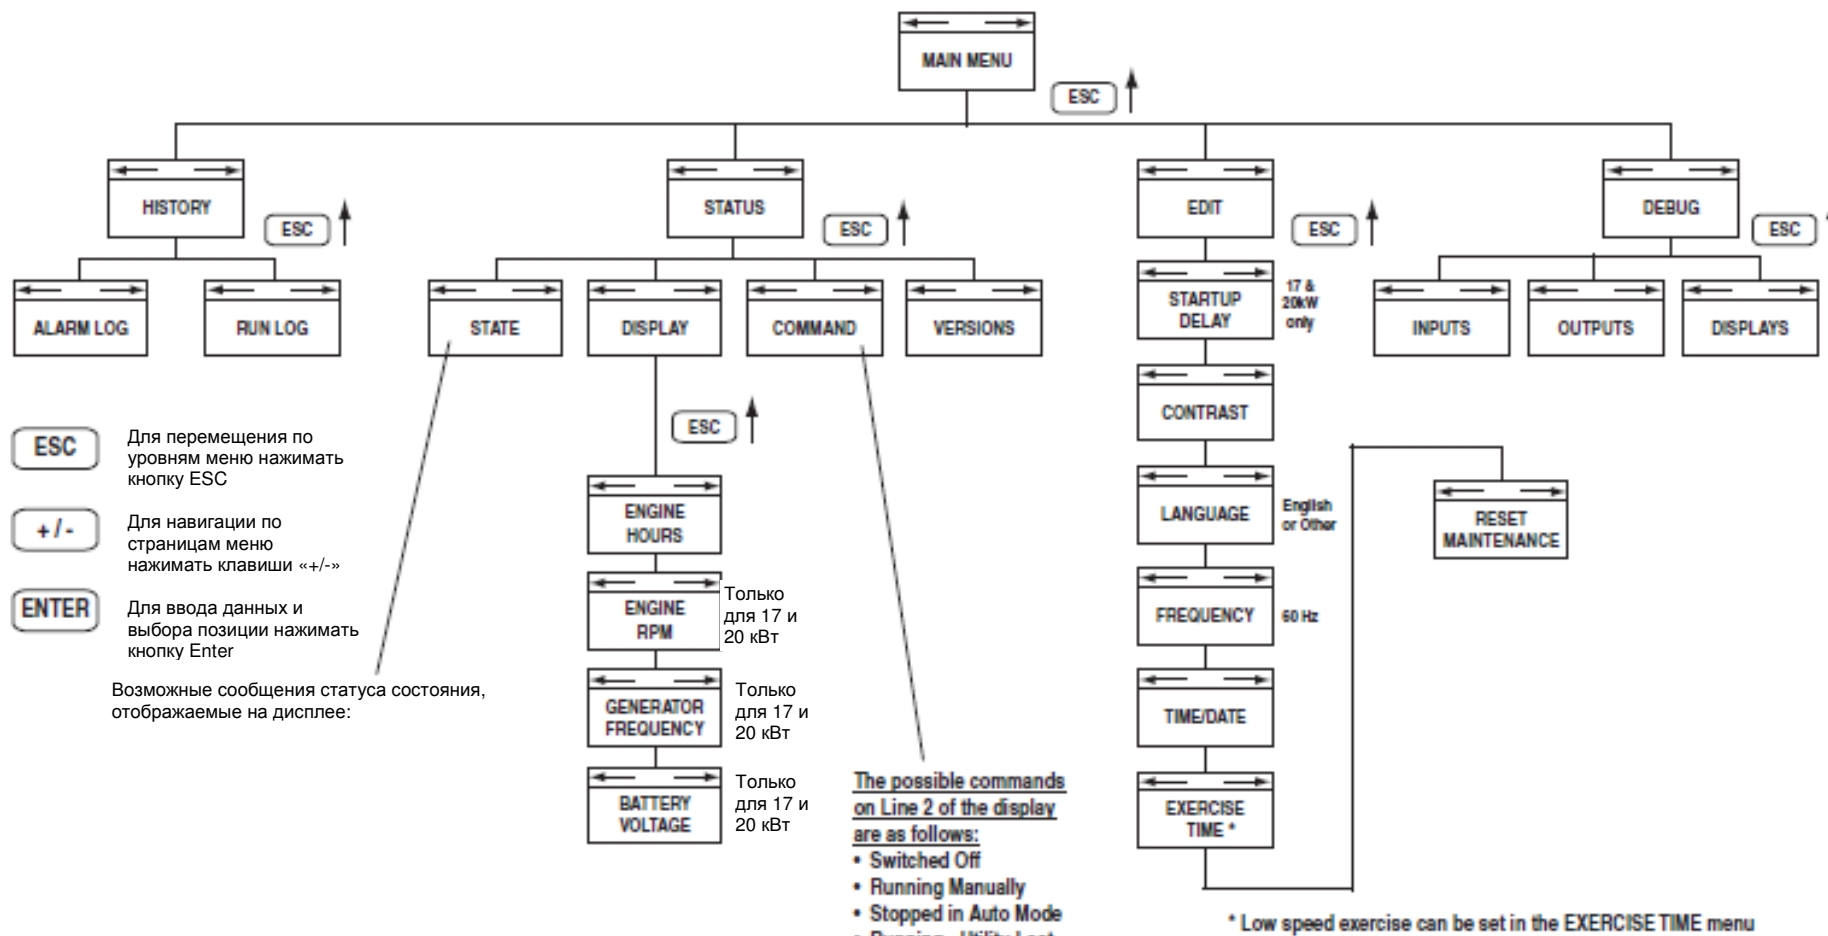 MAIN MENU
ESC
HISTORY
ESC
STATUS
ESC
EDIT
ESC
DEBUG
ESC
ALARM LOG
RUN LOG
STATE
DISPLAY
COMMAND
VERSIONS
STARTUP
DELAY
17 &
20kW
only
INPUTS
OUTPUTS
DISPLAYS
ESC
Для перемещения по
уровням меню нажимать
кнопку ESC
+ / -
Для навигации по
страницам меню
нажимать клавиши «+/-»
ENTER
Для ввода данных и
выбора позиции нажимать
кнопку Enter
Возможные сообщения статуса состояния,
отображаемые на дисплее:
ESC
ENGINE
HOURS
ENGINE
RPM
Только
для 17 и
20 кВт
GENERATOR
FREQUENCY
Только
для 17 и
20 кВт
BATTERY
VOLTAGE
Только
для 17 и
20 кВт
The possible commands
on Line 2 of the display
are as follows:
• Switched Off
• Running Manually
• Stopped in Auto Mode
• Running - Utility Lost
CONTRAST
LANGUAGE
English
or Other
FREQUENCY
60 Hz
TIME/DATE
EXERCISE
TIME *
RESET
MAINTENANCE
* Low speed exercise can be set in the EXERCISE TIME menu